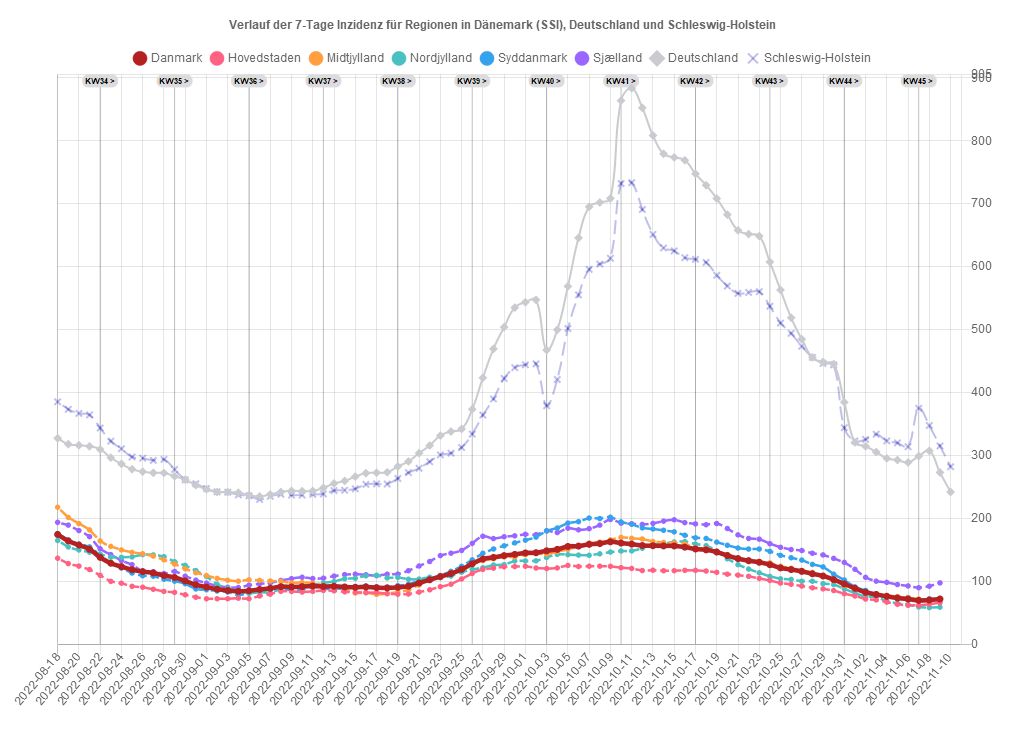 Verlauf der 7-Tage Inzidenz für Regionen in Dänemark (SSI), Deutschland und Schleswig-Holstein
Danmark Hovedstaden Midtjylland Nordjylland Syddanmark Sjælland Deutschland Schleswig-Holstein
KW34 > KW35 > KW36 > KW37 > KW38 > KW39 > KW40 > KW41 > KW42 > KW43 > KW44 > KW45 >
905
905
800
700
600
500
400
300
200
100
0
2022-08-18 2022-08-20 2022-08-22 2022-08-24 2022-08-26 2022-08-28 2022-08-30 2022-09-01 2022-09-03 2022-09-05 2022-09-07 2022-09-09 2022-09-11 2022-09-13 2022-09-15 2022-09-17 2022-09-19 2022-09-21 2022-09-23 2022-09-25 2022-09-27 2022-09-29 2022-10-01 2022-10-03 2022-10-05 2022-10-07 2022-10-09 2022-10-11 2022-10-13 2022-10-15 2022-10-17 2022-10-19 2022-10-21 2022-10-23 2022-10-25 2022-10-27 2022-10-29 2022-10-31 2022-11-02 2022-11-04 2022-11-06 2022-11-08 2022-11-10